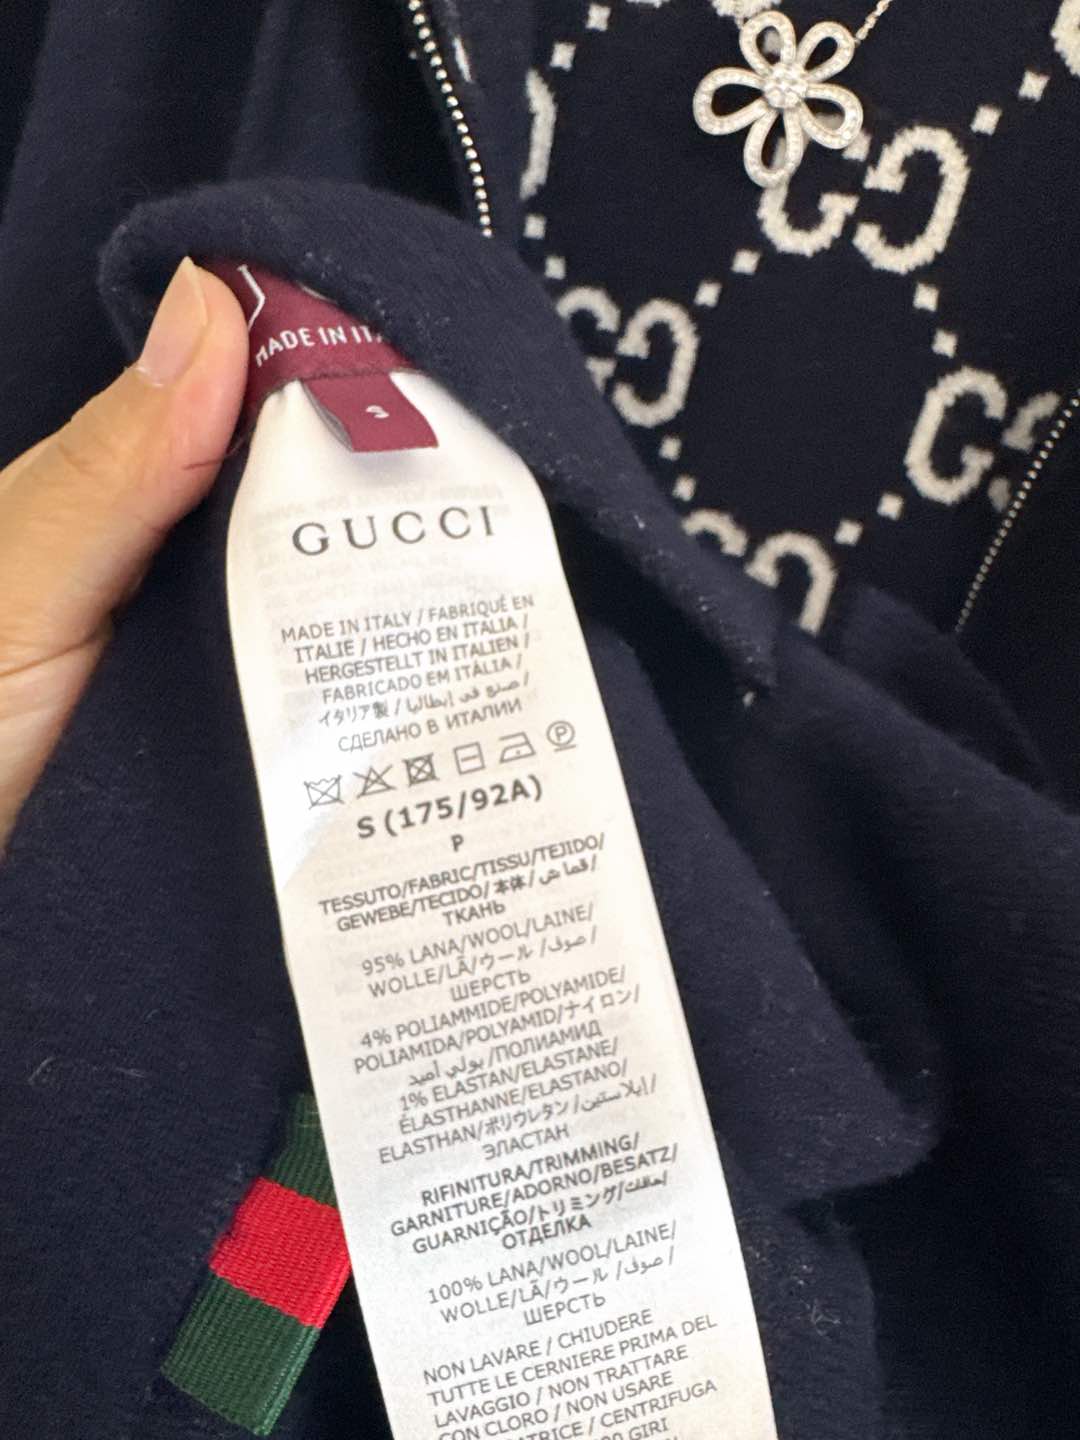 MADE IN IT
S
GUCCI
MADE IN ITALY / FABRIQUÉ EN
ITALIE / HECHO EN ITALIA /
HERGESTELLT IN ITALIEN /
FABRICADO EM ITÁLIA /
イタリア製 / صنع في إيطاليا /
СДЕЛАНО В ИТАЛИИ
P
S (175/92A)
P
TESSUTO/FABRIC/TISSU/TEJIDO/
GEWEBE/TECIDO/本体/قماش/
ТКАНЬ
95% LANA/WOOL/LAINE/
WOLLE/LÃ/ウール/صوف/
ШЕРСТЬ
4% POLIAMMIDE/POLYAMIDE/
POLIAMIDA/POLYAMID/ナイロン/
بولي أميد/ПОЛИАМИД
1% ELASTAN/ELASTANE/
ÉLASTHANNE/ELASTANO/
ELASTHAN/ポリウレタン/إيلاستين/
ЭЛАСТАН
RIFINITURA/TRIMMING/
GARNITURE/ADORNO/BESATZ/
GUARNIÇÃO/トリミング/
ОТДЕЛКА
100% LANA/WOOL/LAINE/
WOLLE/LÃ/ウール/صوف/
ШЕРСТЬ
NON LAVARE / CHIUDERE
TUTTE LE CERNIERE PRIMA DEL
LAVAGGIO / NON TRATTARE
CON CLORO / NON USARE
/ CENTRIFUGA
GIRI